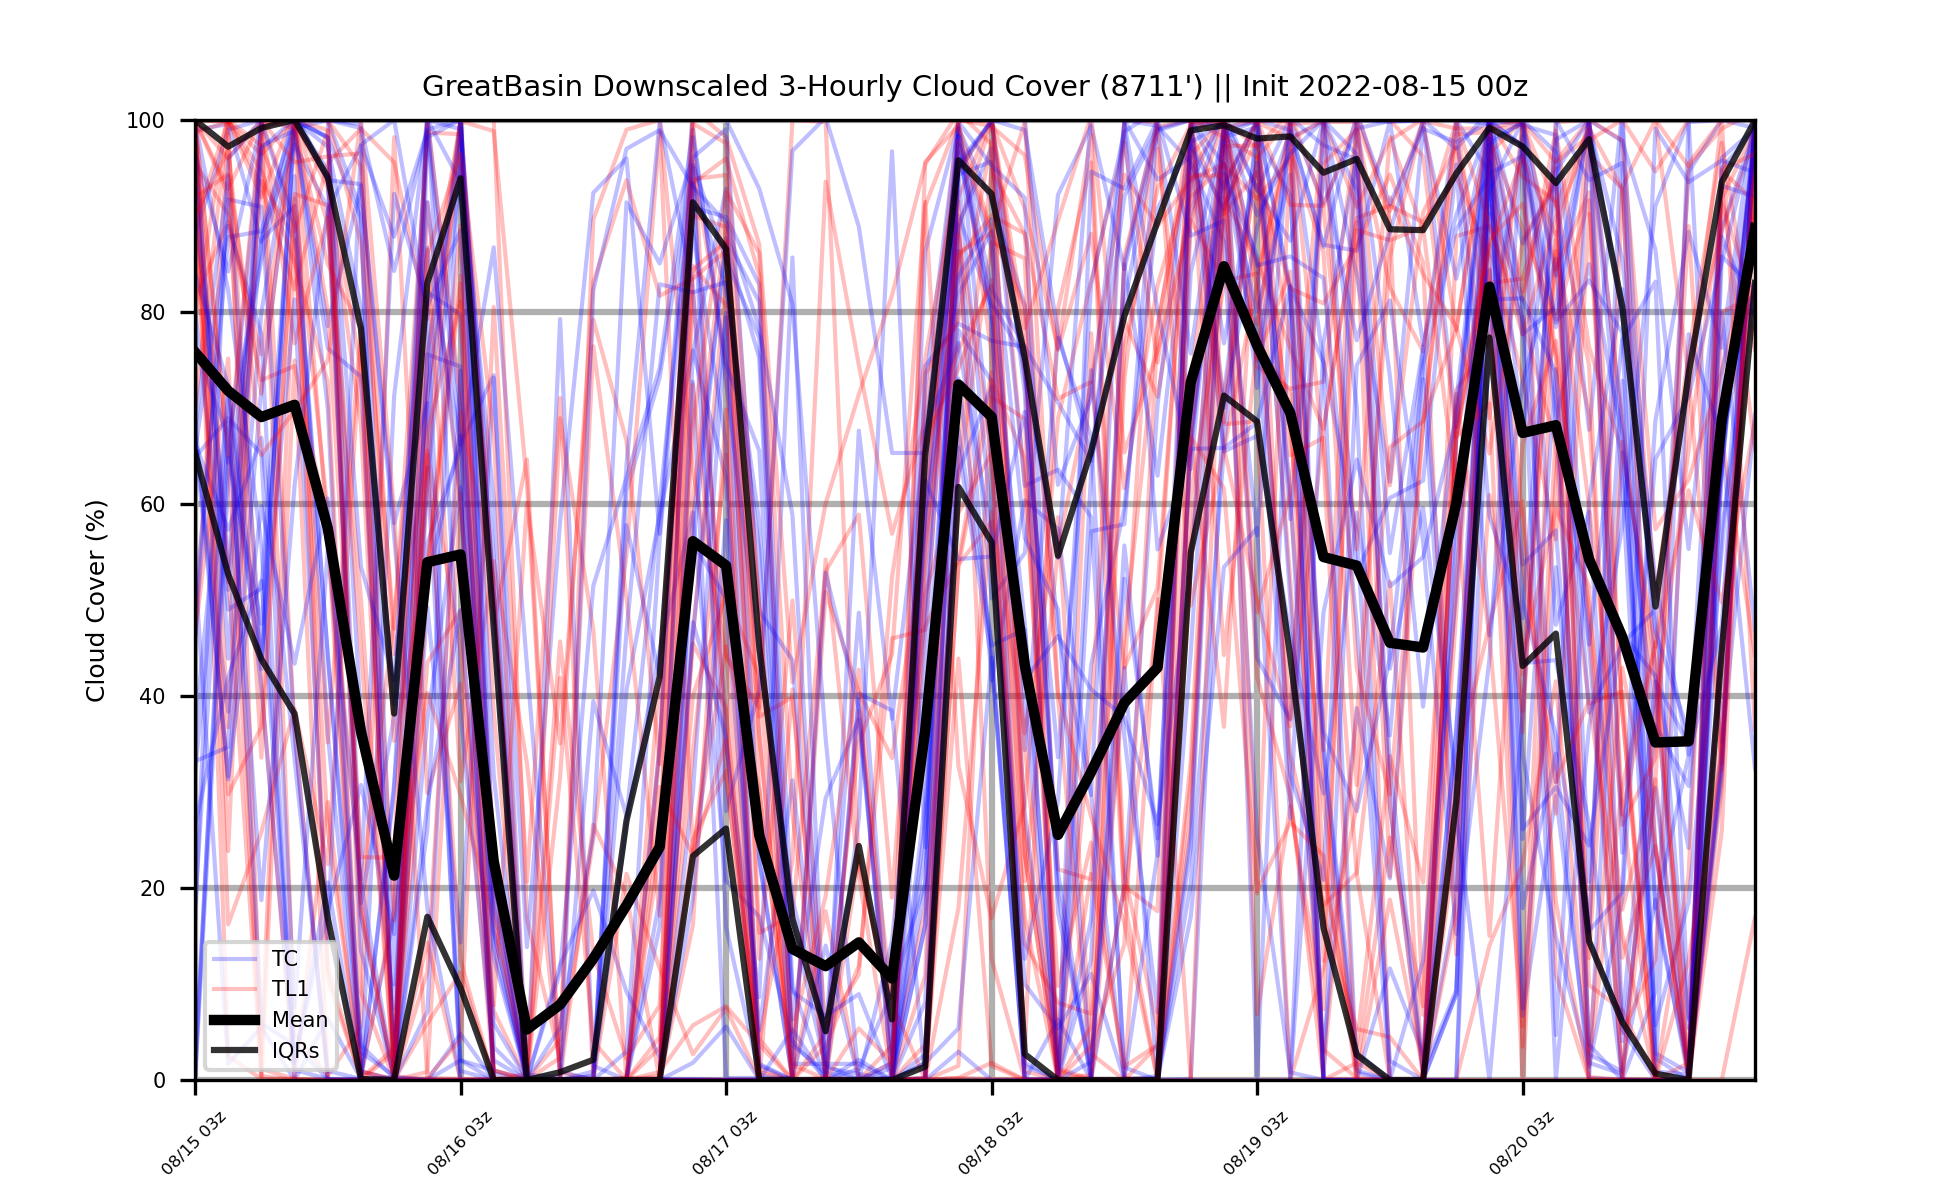 GreatBasin Downscaled 3-Hourly Cloud Cover (8711') || Init 2022-08-15 00z
Cloud Cover (%)
100
80
60
40
20
0
TC
TL1
Mean
IQRs
08/15 03z
08/16 03z
08/17 03z
08/18 03z
08/19 03z
08/20 03z